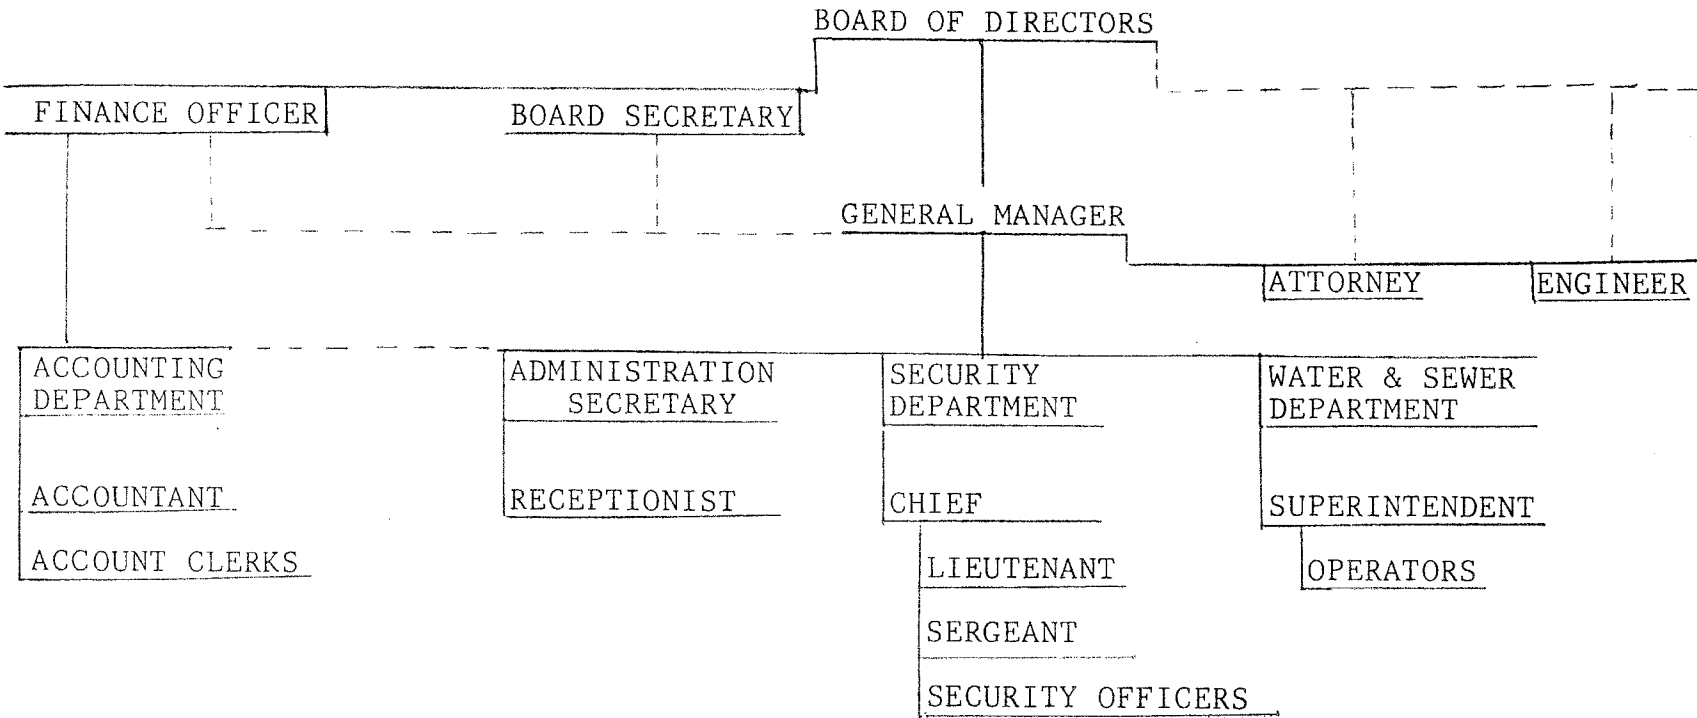 BOARD OF DIRECTORS
FINANCE OFFICER
BOARD SECRETARY
GENERAL MANAGER
ATTORNEY
ENGINEER
ACCOUNTING
DEPARTMENT
ACCOUNTANT
ACCOUNT CLERKS
ADMINISTRATION
SECRETARY
RECEPTIONIST
SECURITY
DEPARTMENT
CHIEF
LIEUTENANT
SERGEANT
SECURITY OFFICERS
WATER & SEWER
DEPARTMENT
SUPERINTENDENT
OPERATORS